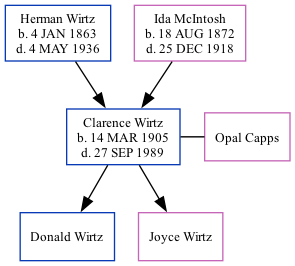 Herman Wirtz
b. 4 JAN 1863
d. 4 MAY 1936
Ida McIntosh
b. 18 AUG 1872
d. 25 DEC 1918
Clarence Wirtz
b. 14 MAR 1905
d. 27 SEP 1989
Opal Capps
Donald Wirtz
Joyce Wirtz